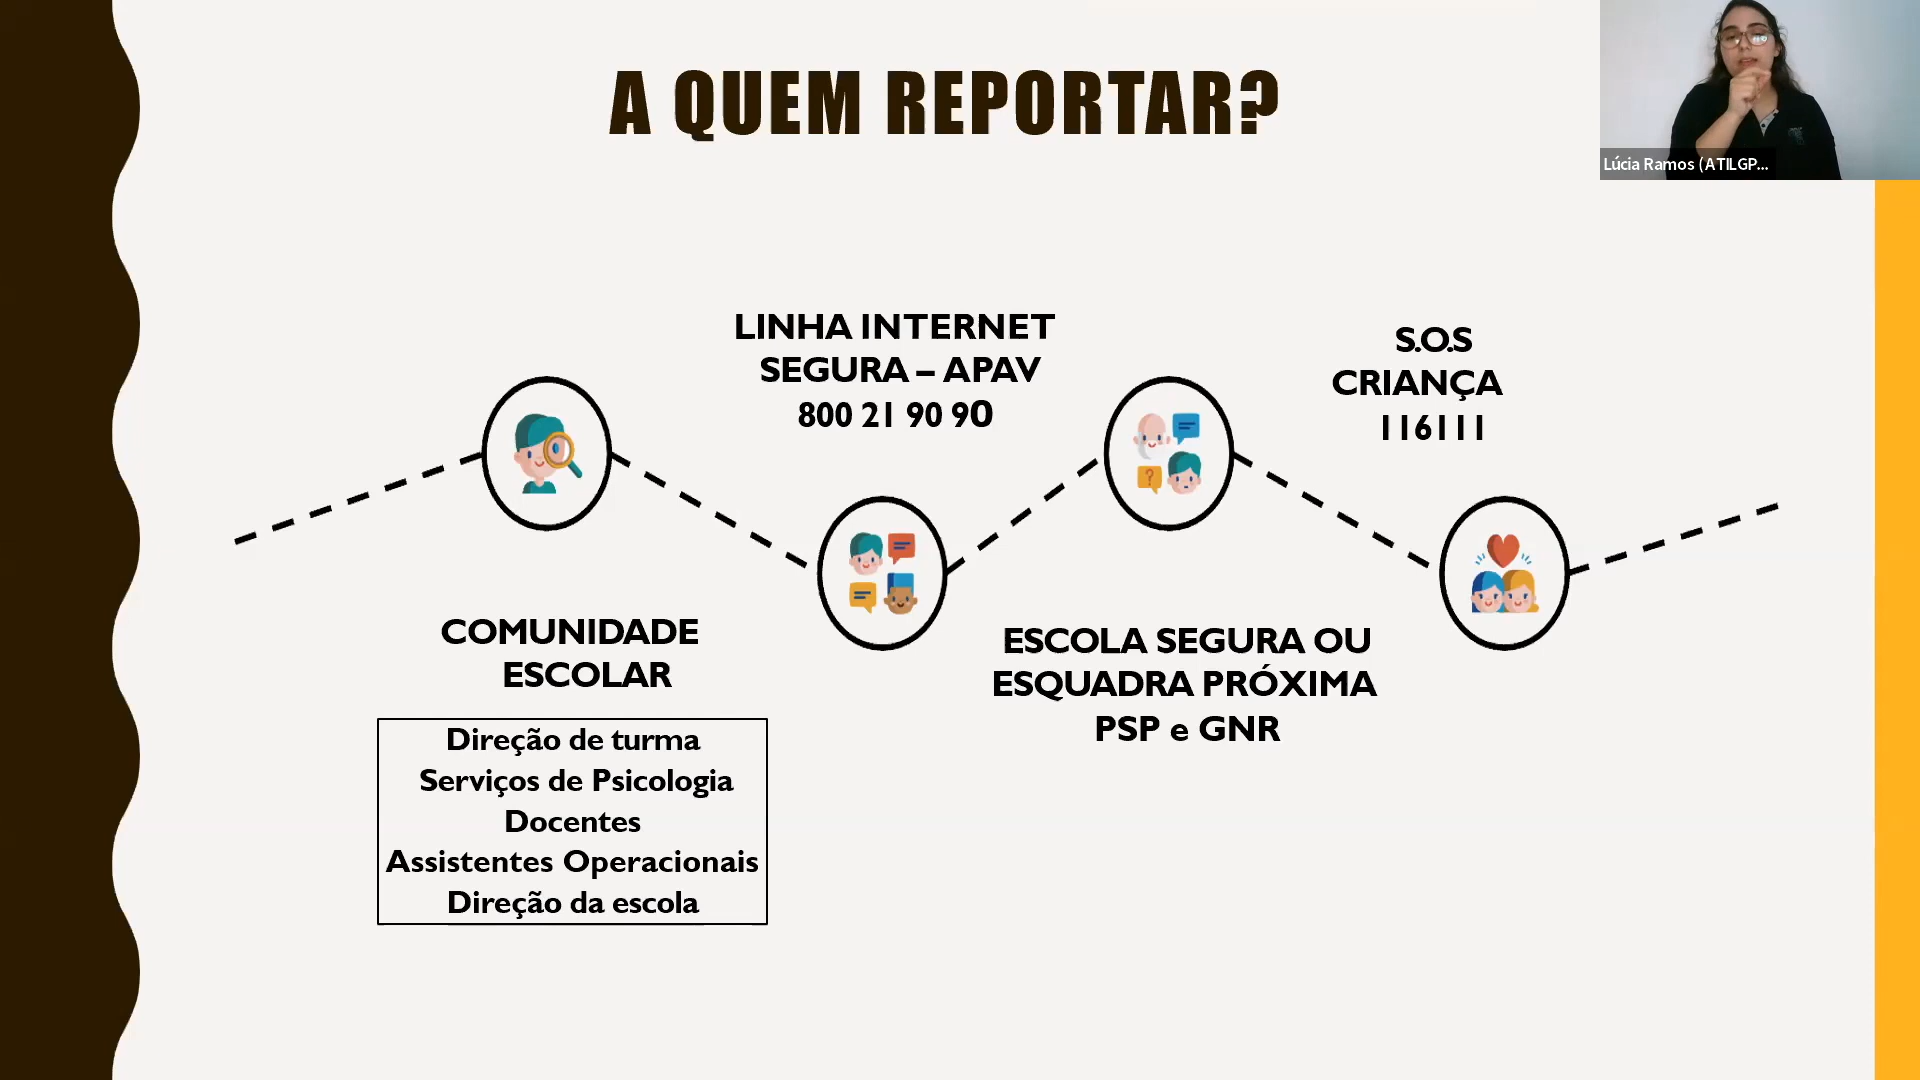 A QUEM REPORTAR?
Lúcia Ramos (ATILGP...
LINHA INTERNET
SEGURA – APAV
800 21 90 90
S.O.S
CRIANÇA
116111
COMUNIDADE
ESCOLAR
Direção de turma
Serviços de Psicologia
Docentes
Assistentes Operacionais
Direção da escola
ESCOLA SEGURA OU
ESQUADRA PRÓXIMA
PSP e GNR